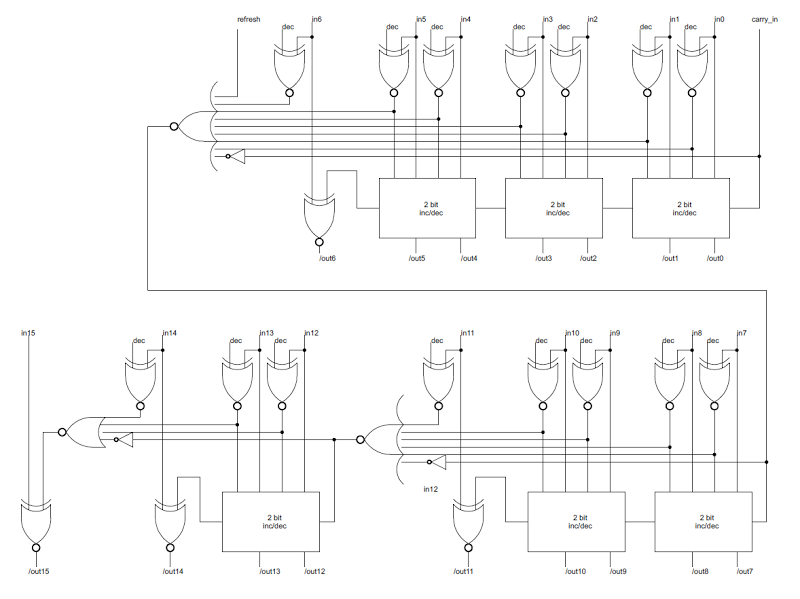 refresh in6 in5 in4 in3 in2 in1 in0 carry_in
dec dec dec dec dec dec dec
2 bit 2 bit 2 bit
inc/dec inc/dec inc/dec
/out6 /out5 /out4 /out3 /out2 /out1 /out0
in15 in14 in13 in12 in11 in10 in9 in8 in7
dec dec dec dec dec dec dec dec
in12
2 bit 2 bit 2 bit
inc/dec inc/dec inc/dec
/out15 /out14 /out13 /out12 /out11 /out10 /out9 /out8 /out7